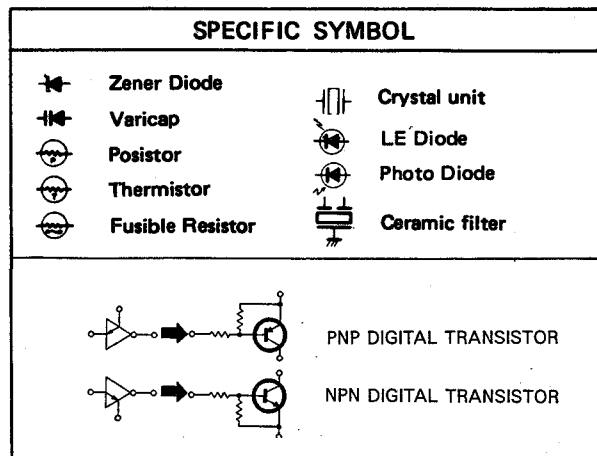 SPECIFIC SYMBOL
Zener Diode
Varicap
Posistor
Thermistor
Fusible Resistor
Crystal unit
LE Diode
Photo Diode
Ceramic filter
PNP DIGITAL TRANSISTOR
NPN DIGITAL TRANSISTOR